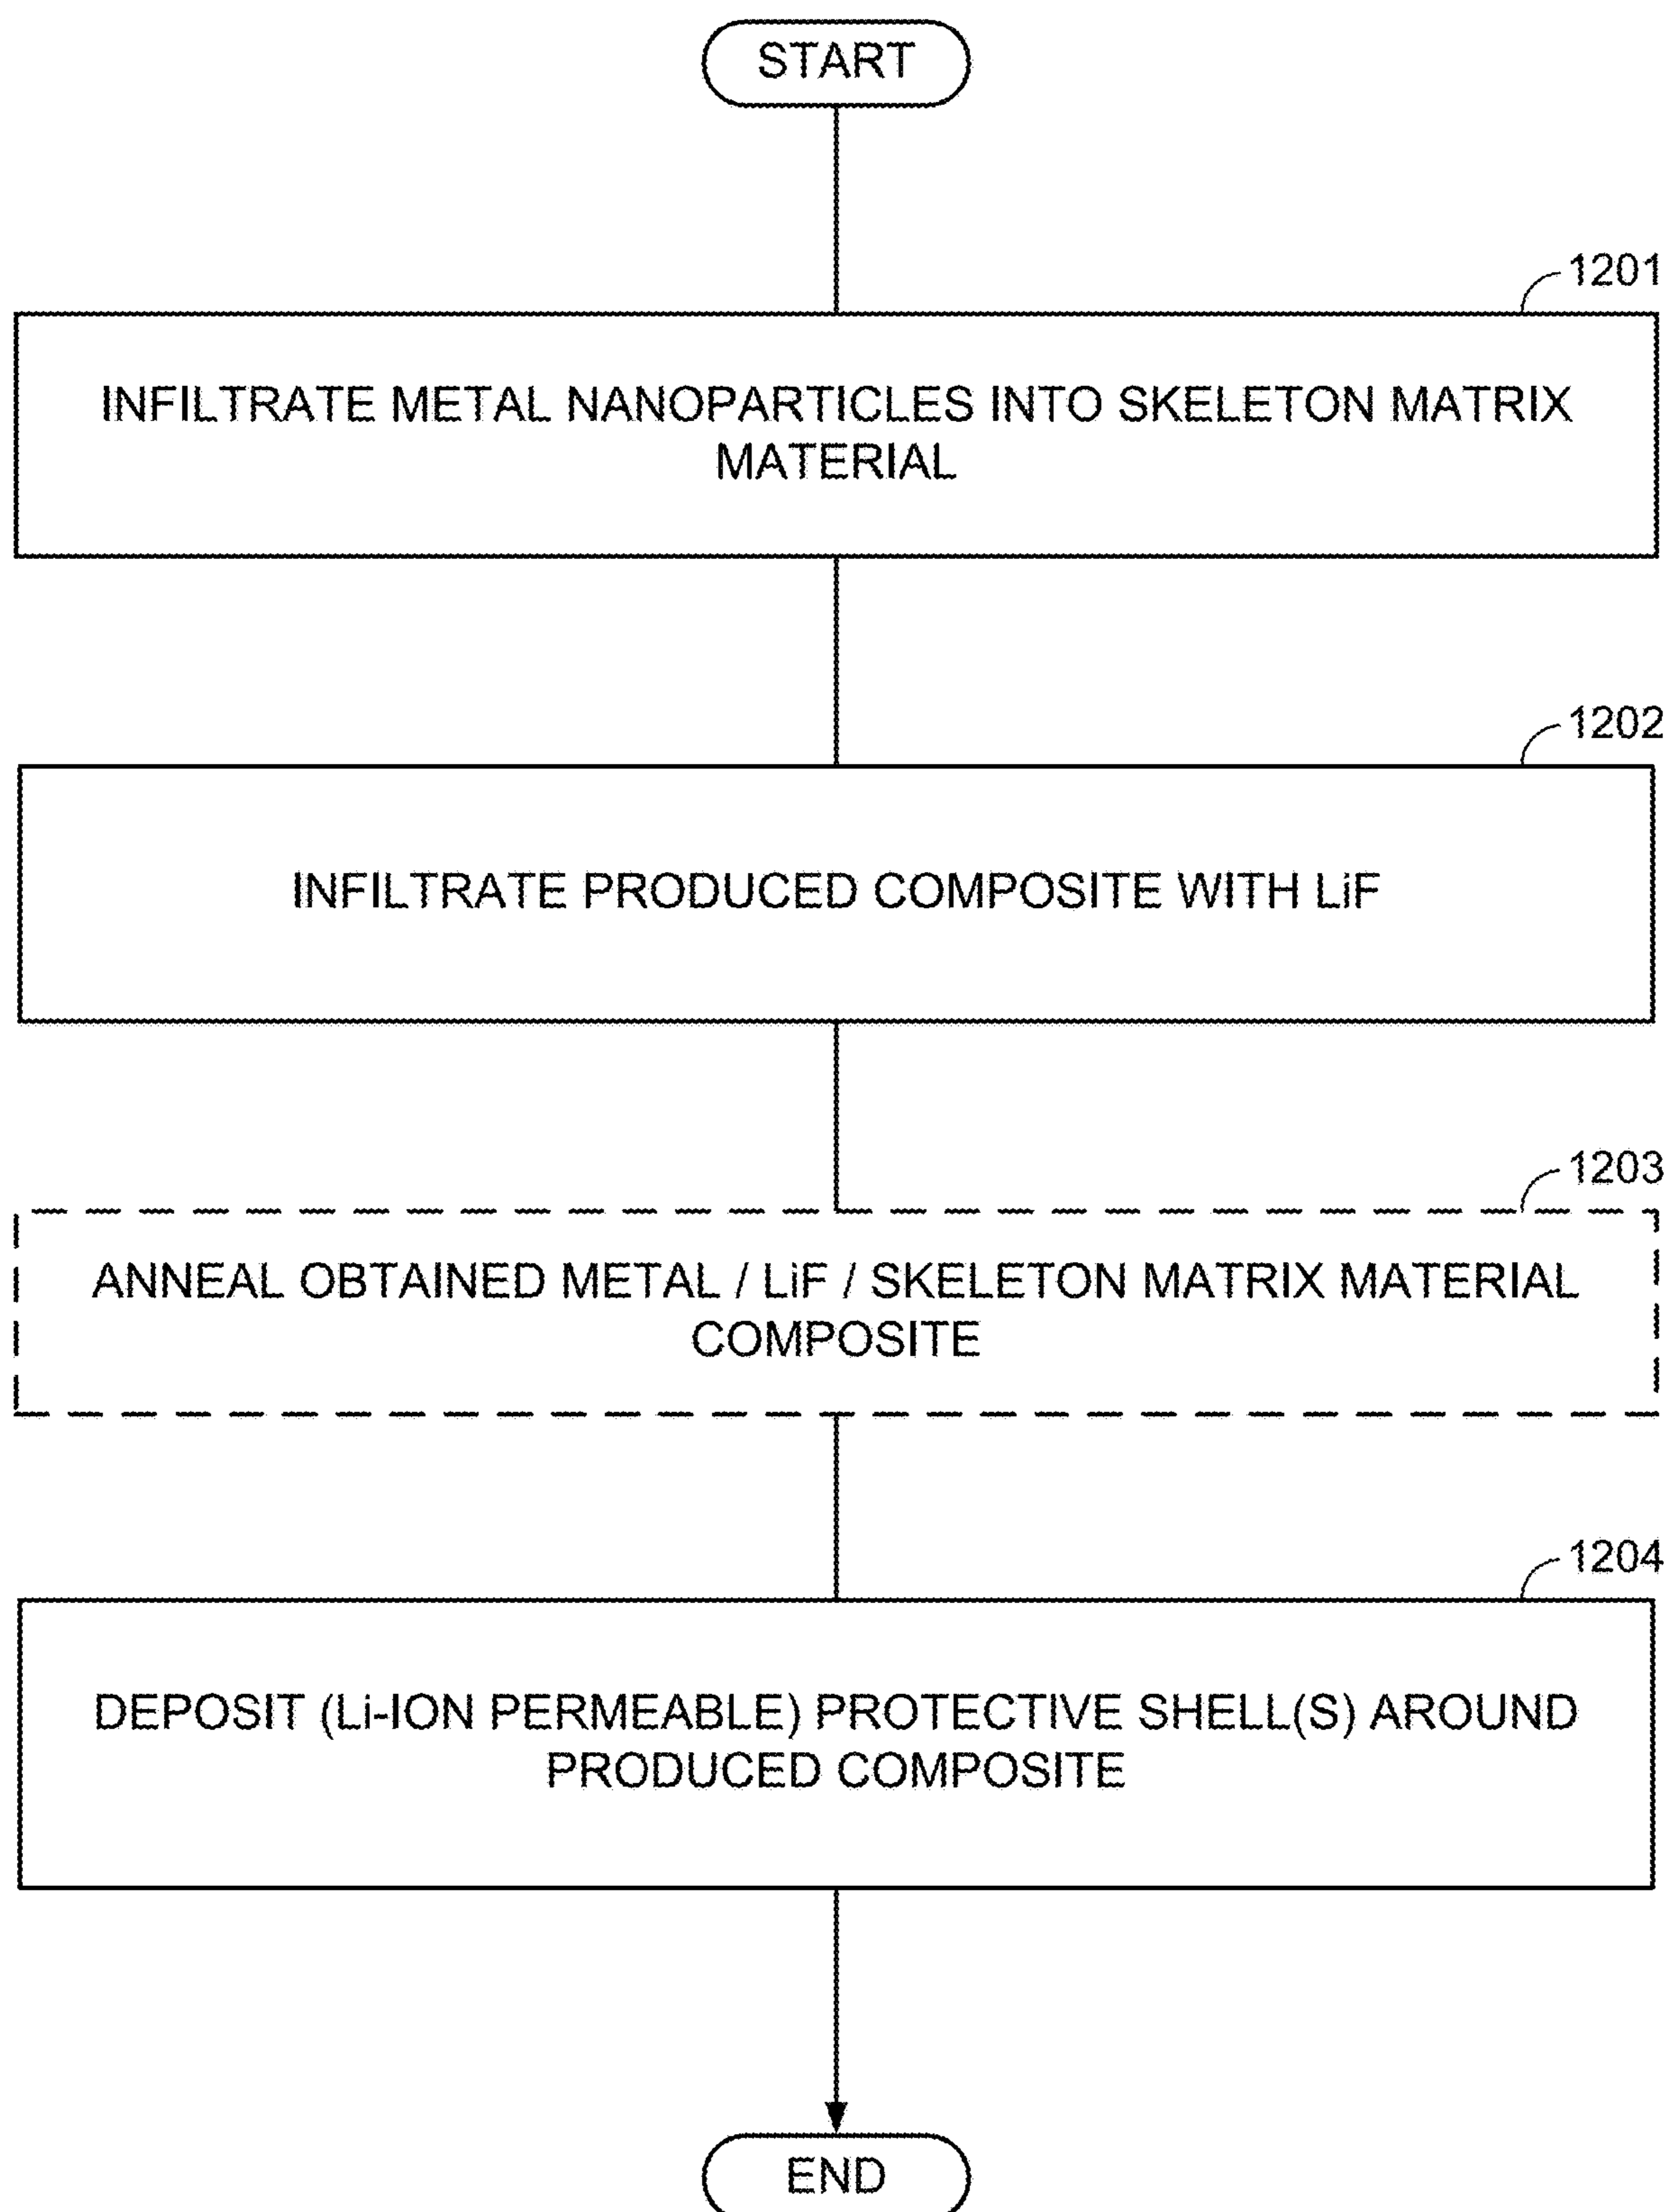 START
1201
INFILTRATE METAL NANOPARTICLES INTO SKELETON MATRIX
MATERIAL
1202
INFILTRATE PRODUCED COMPOSITE WITH LiF
1203
ANNEAL OBTAINED METAL / LiF / SKELETON MATRIX MATERIAL
COMPOSITE
1204
DEPOSIT (Li-ION PERMEABLE) PROTECTIVE SHELL(S) AROUND
PRODUCED COMPOSITE
END